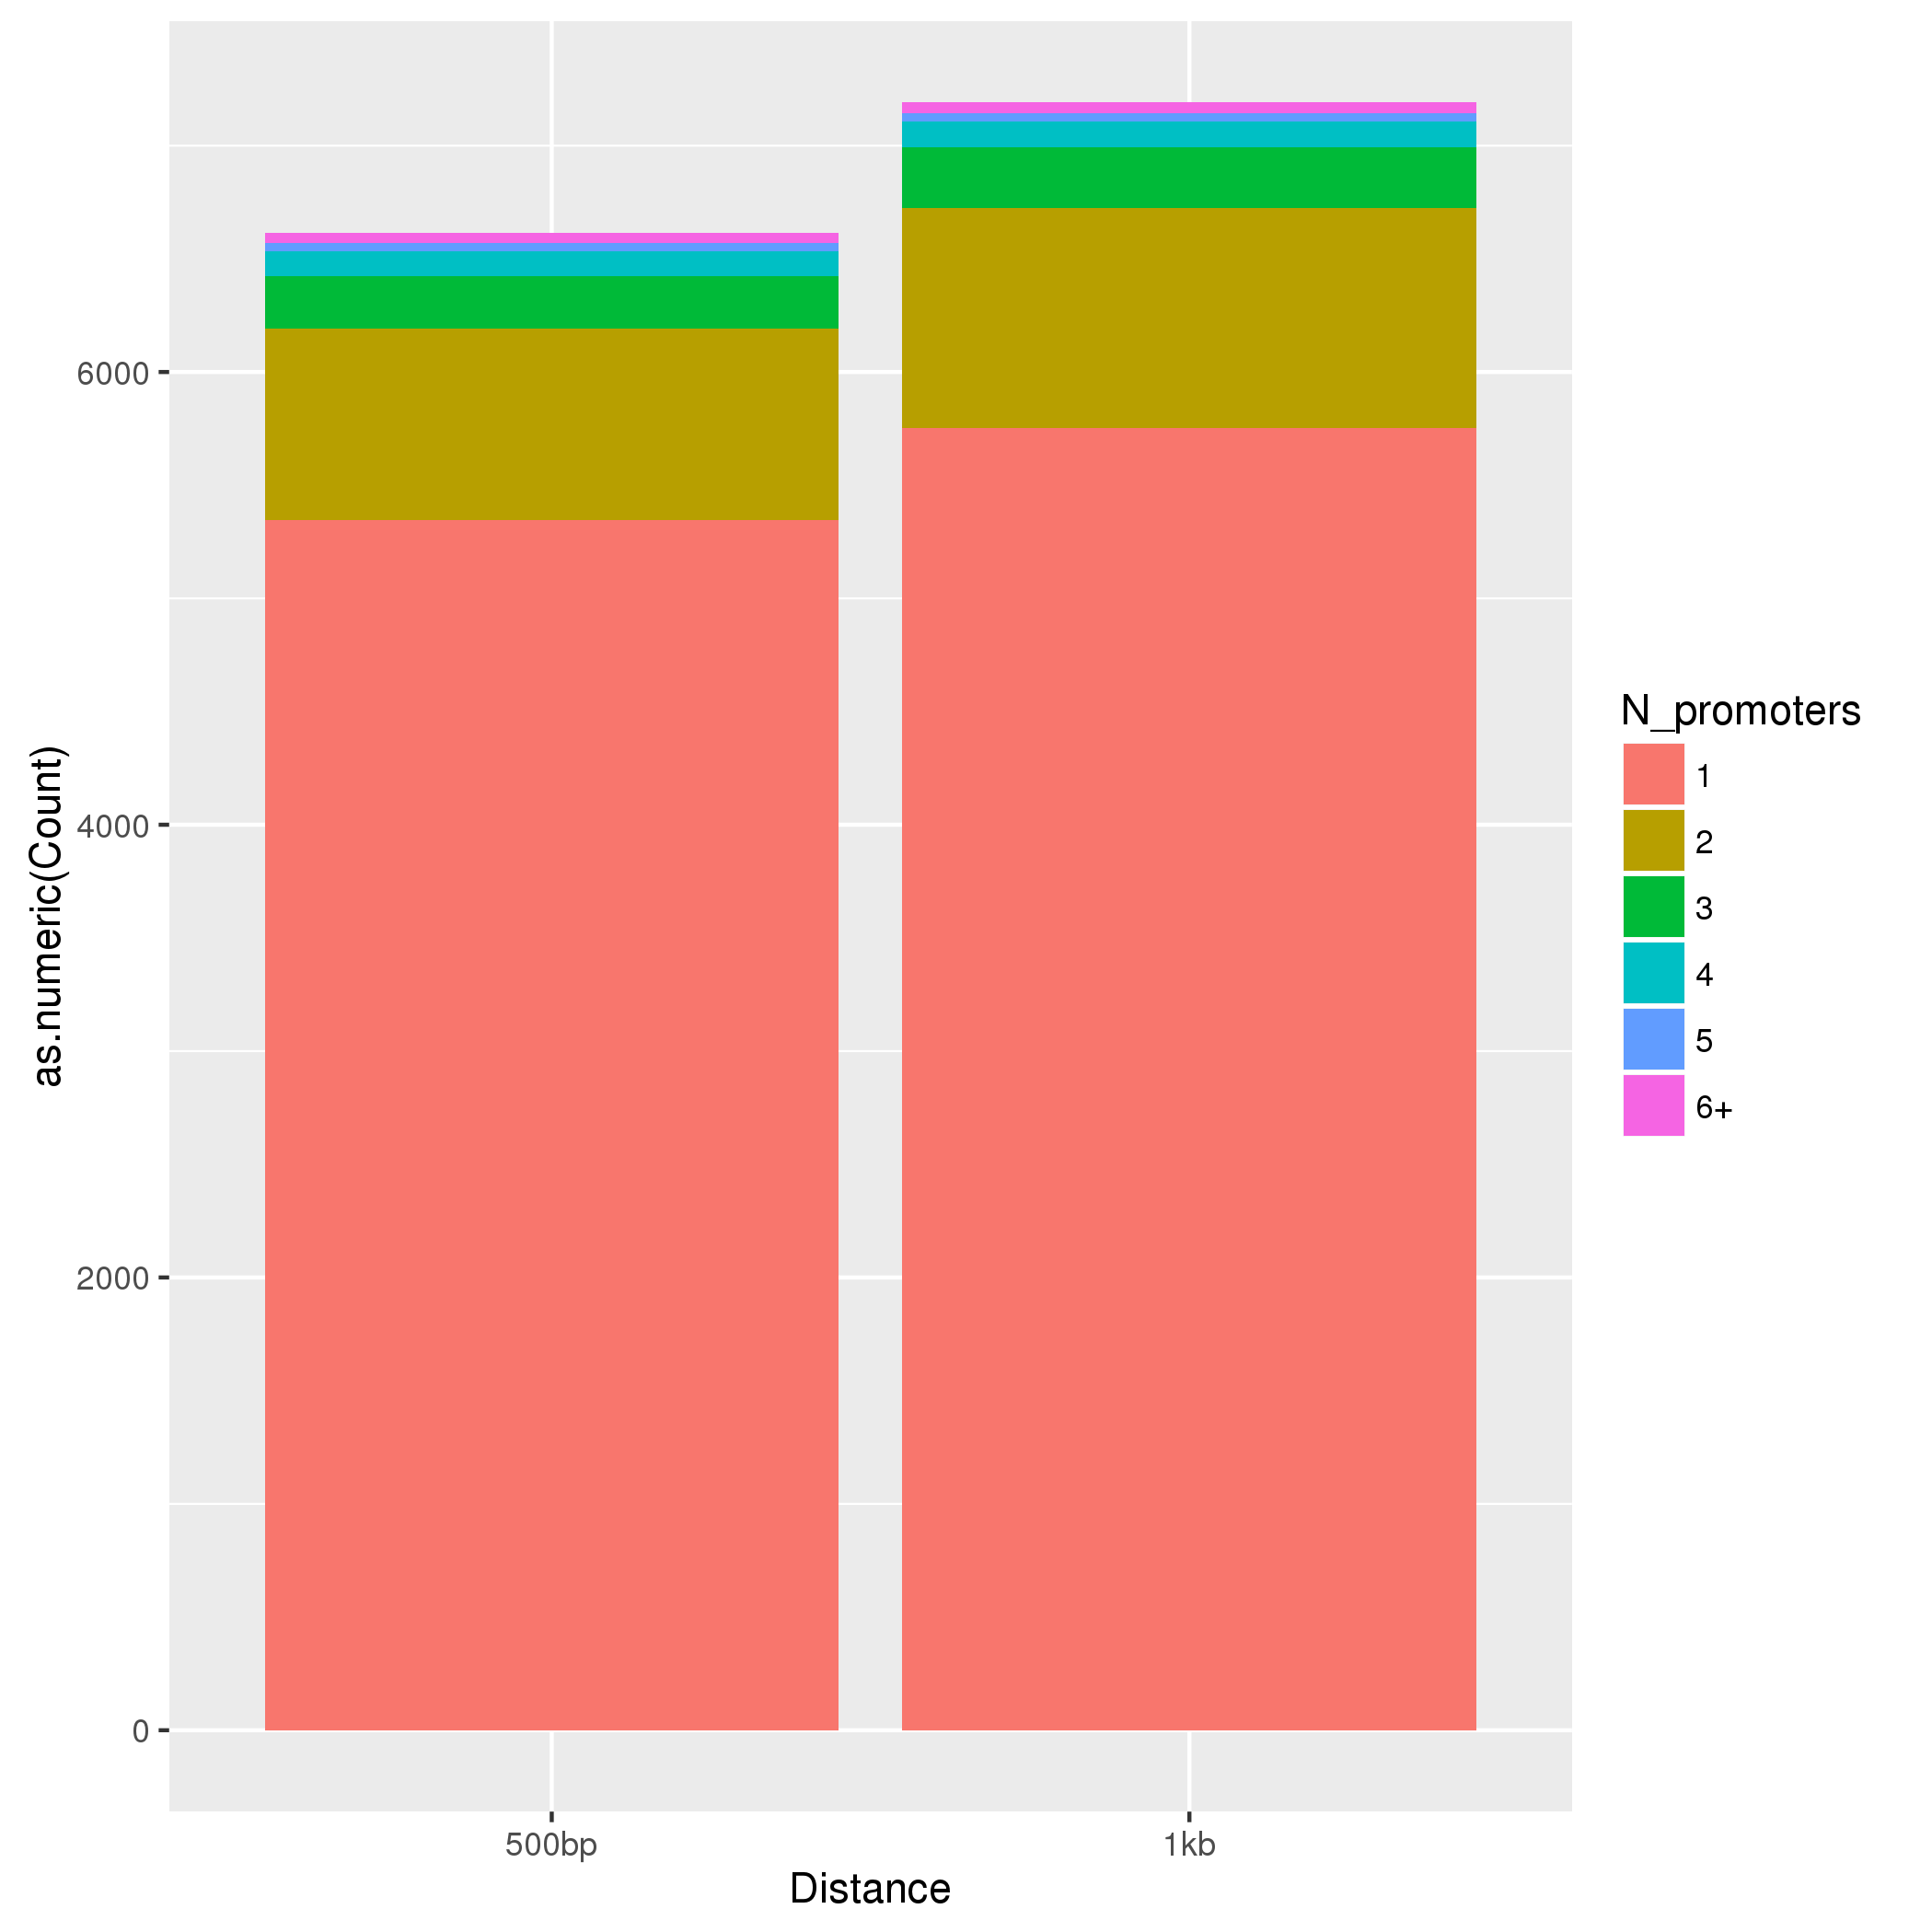 as.numeric(Count)
6000
4000
2000
0
500bp
1kb
Distance
N_promoters
1
2
3
4
5
6+